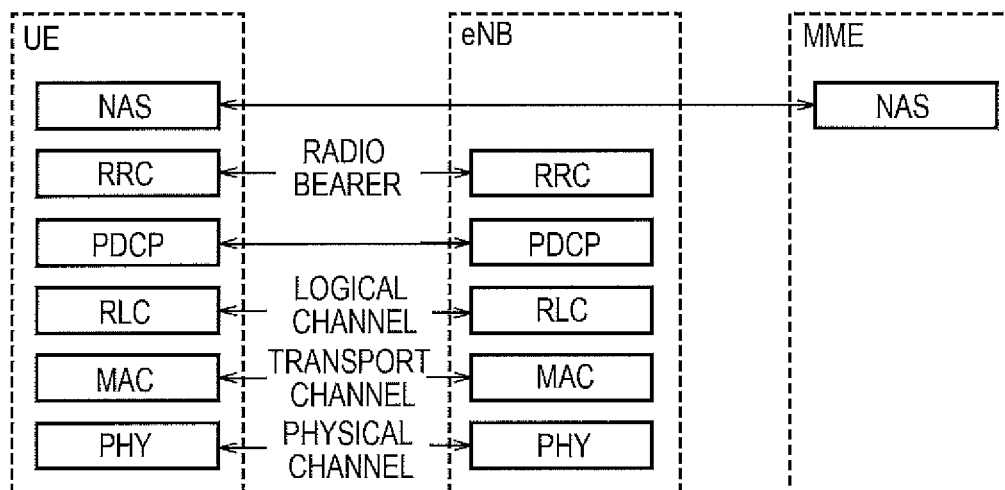 UE
eNB
MME
NAS
NAS
RADIO
BEARER
RRC
RRC
PDCP
PDCP
LOGICAL
CHANNEL
RLC
RLC
TRANSPORT
CHANNEL
MAC
MAC
PHYSICAL
CHANNEL
PHY
PHY